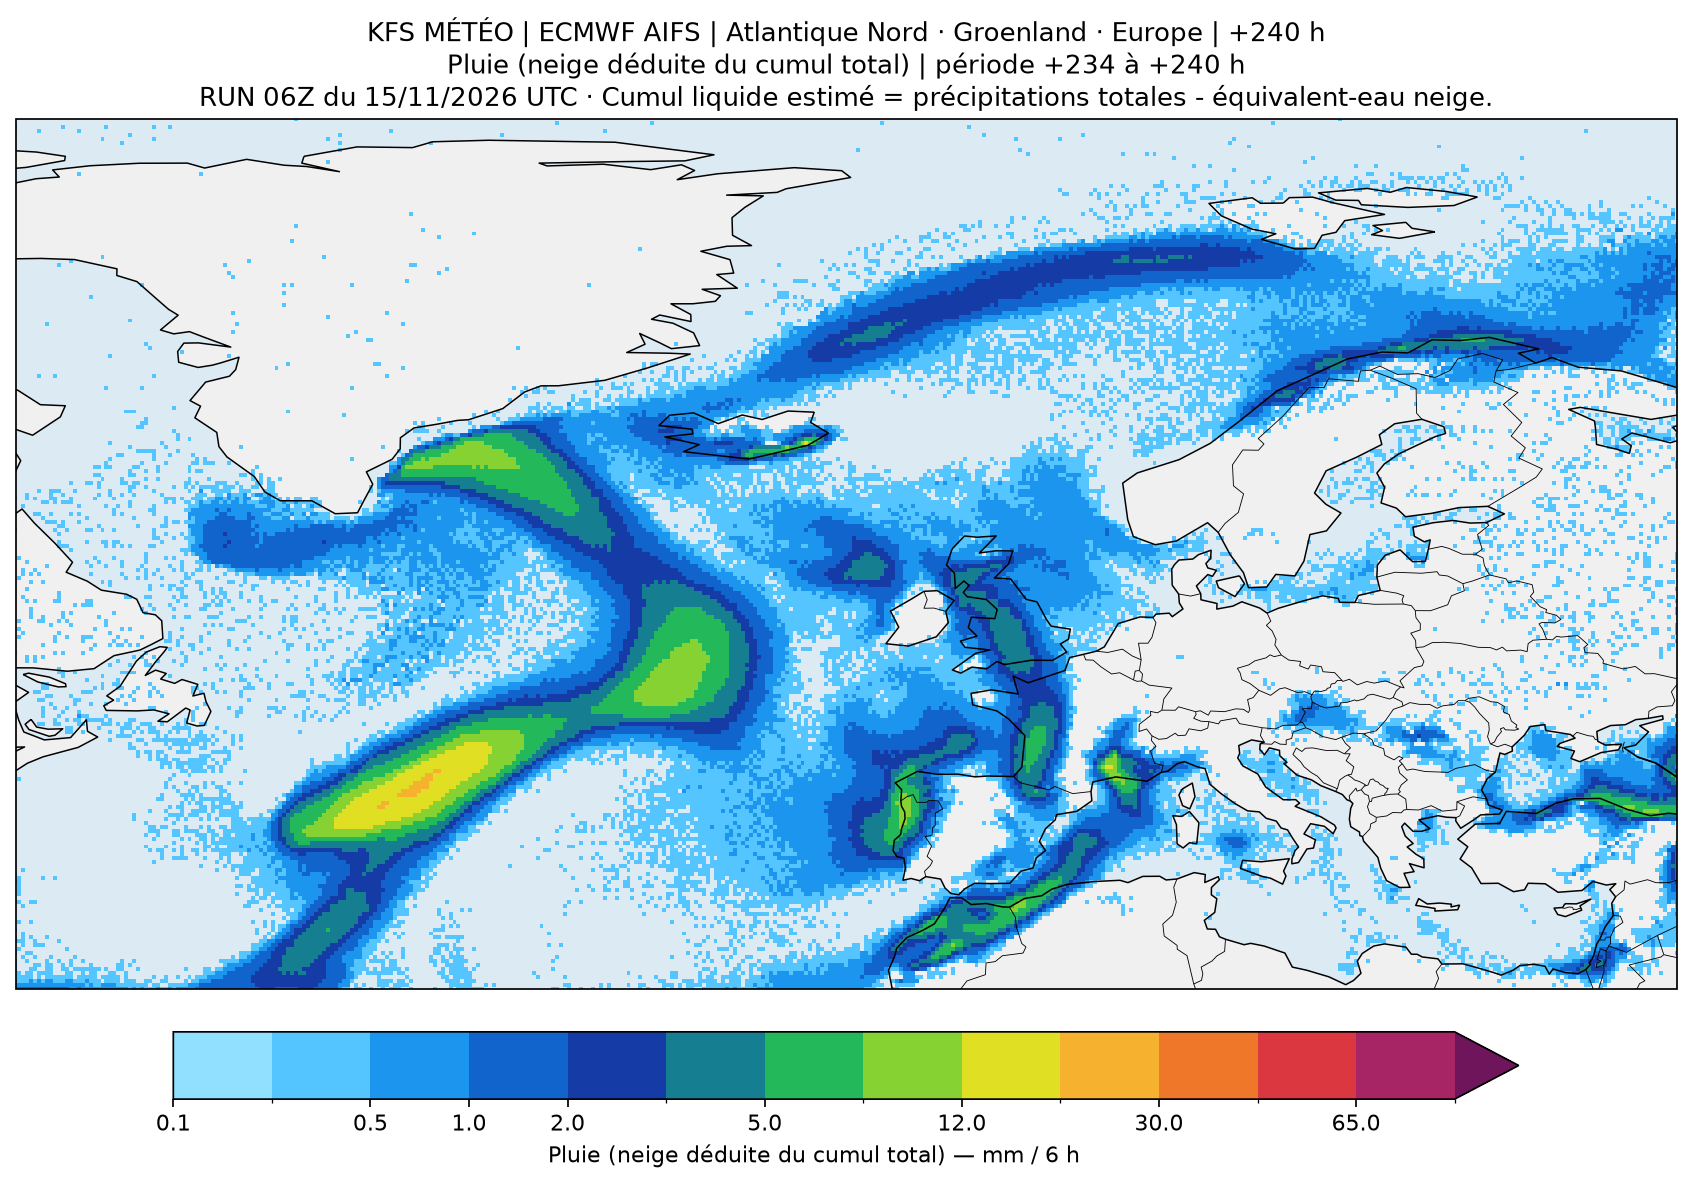 KFS MÉTÉO | ECMWF AIFS | Atlantique Nord · Groenland · Europe | +240 h
Pluie (neige déduite du cumul total) | période +234 à +240 h
RUN 06Z du 15/11/2026 UTC · Cumul liquide estimé = précipitations totales - équivalent-eau neige.
0.1 0.5 1.0 2.0 5.0 12.0 30.0 65.0
Pluie (neige déduite du cumul total) — mm / 6 h